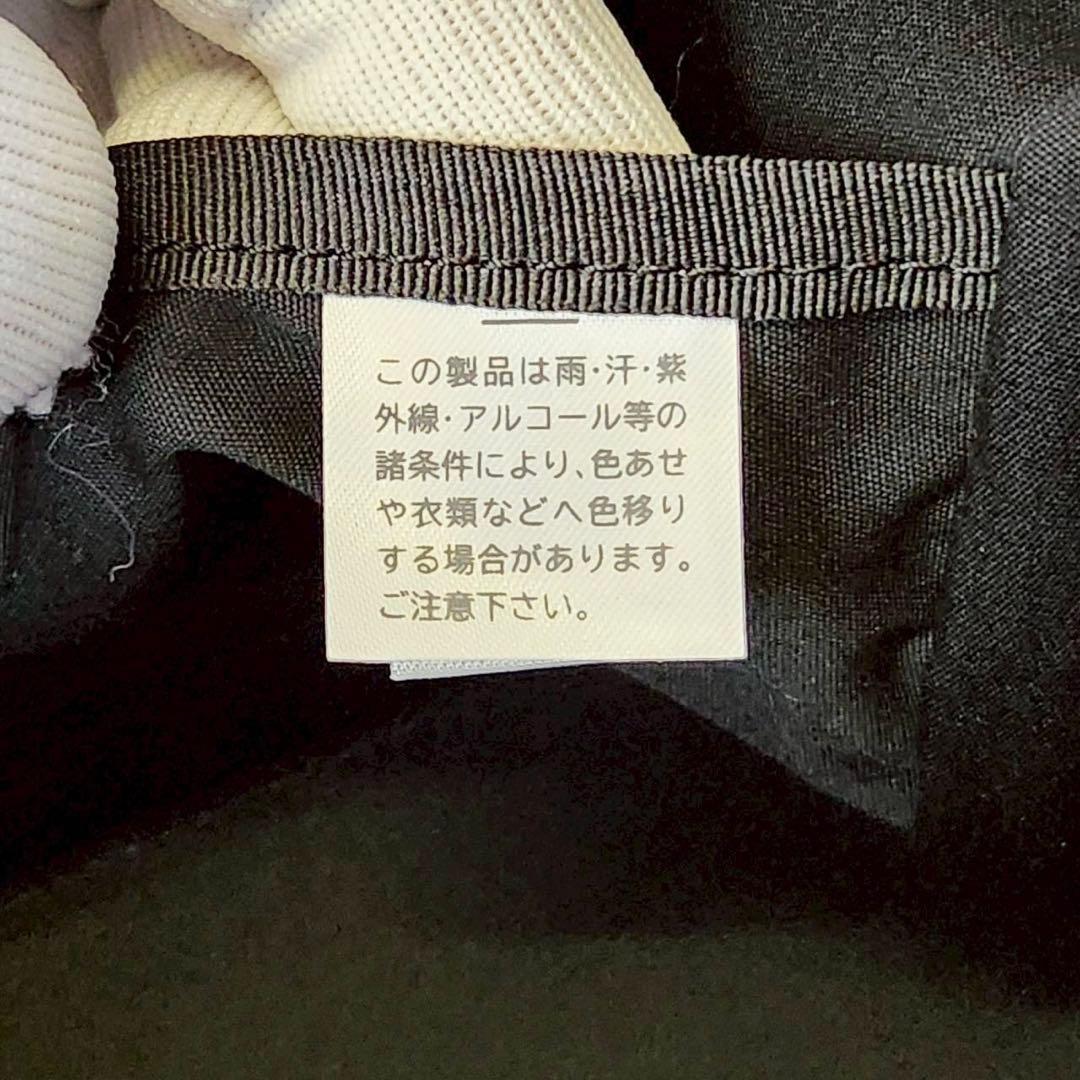 この製品は雨・汗・紫
外線・アルコール等の
諸条件により、色あせ
や衣類などへ色移り
する場合があります。
ご注意下さい。